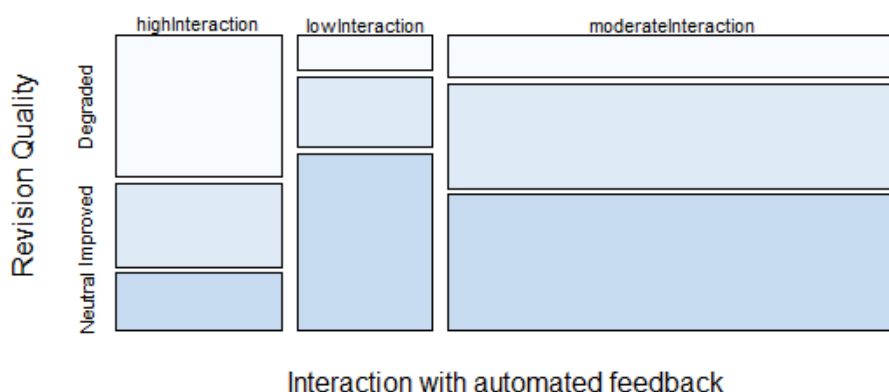 highInteraction
lowInteraction
moderateInteraction
Revision Quality
Degraded
Improved
Neutral
Interaction with automated feedback